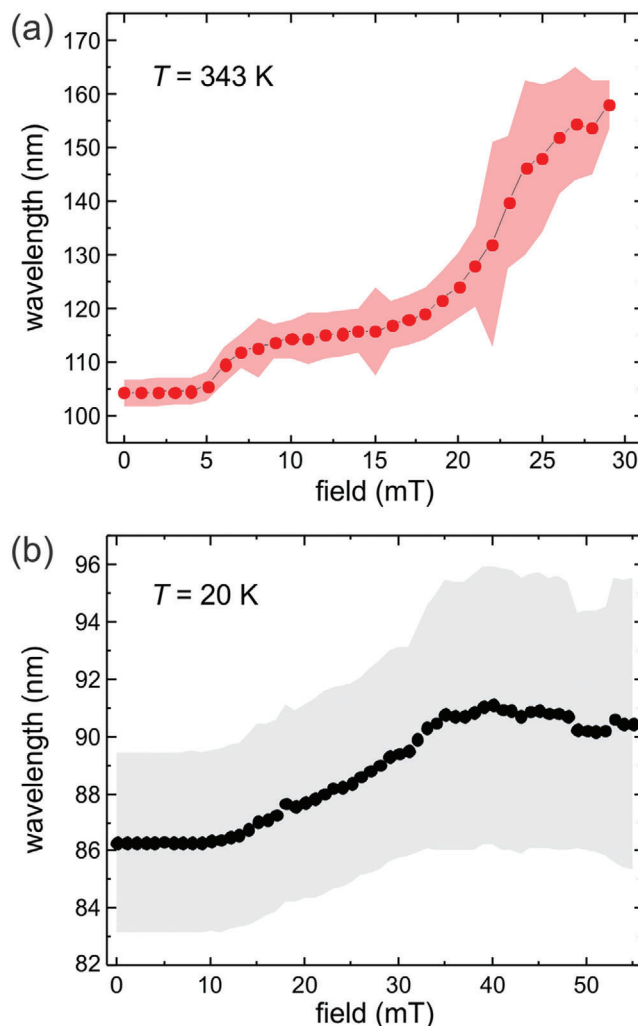 (a)
T = 343 K
170
160
150
140
130
120
110
100
wavelength (nm)
0 5 10 15 20 25 30
field (mT)
(b)
T = 20 K
96
94
92
90
88
86
84
82
wavelength (nm)
0 10 20 30 40 50
field (mT)